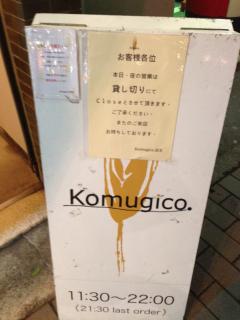 お客様各位
本日・夜の営業は
貸し切りにて
Closeとさせて頂きます。
ご了承ください。
またのご来店
お待ちしております。
Komugico.
11:30～22:00
(21:30 last order)